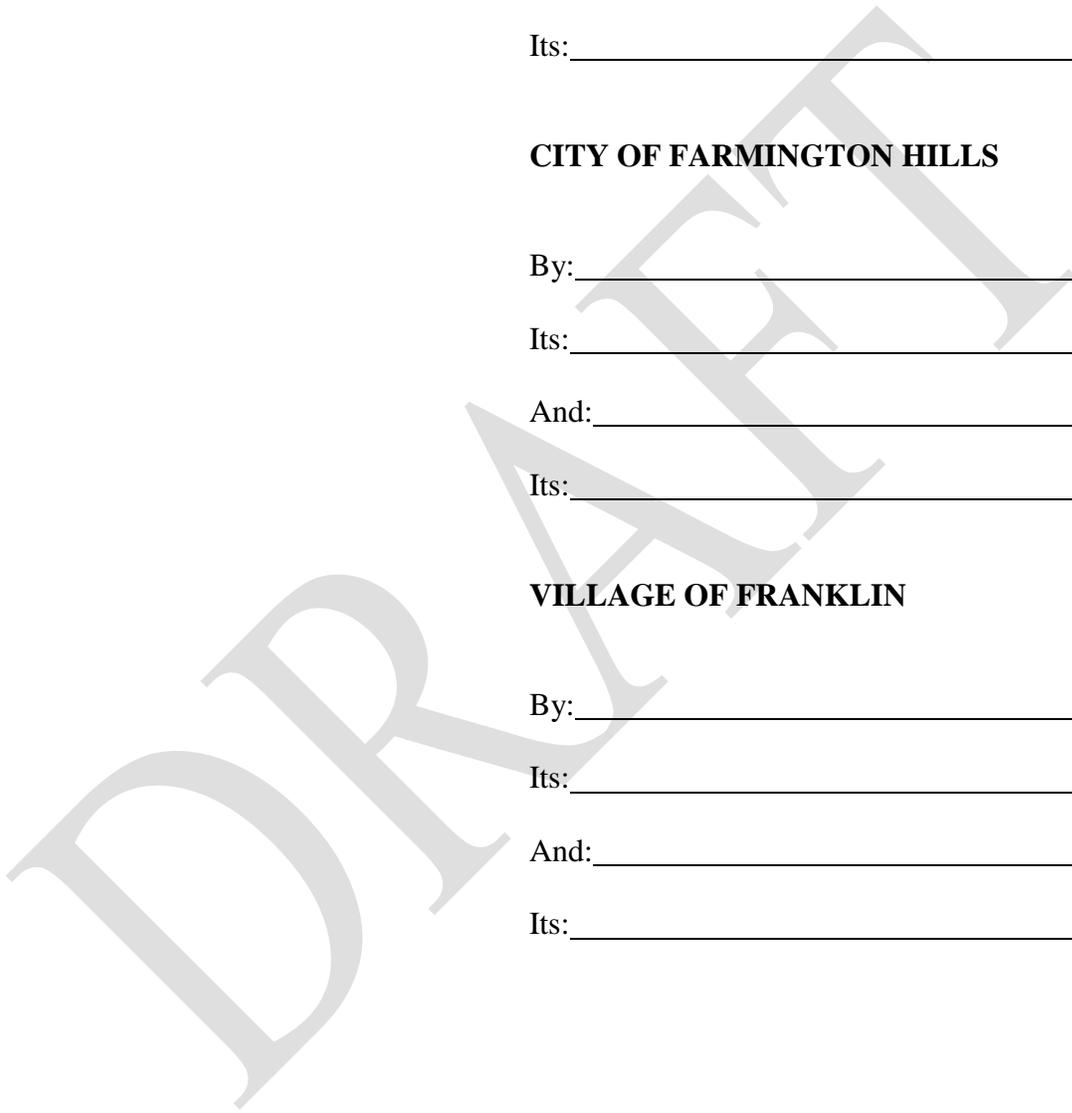 Its:
CITY OF FARMINGTON HILLS
By:
Its:
And:
Its:
VILLAGE OF FRANKLIN
By:
Its:
And:
Its:
DRAFT